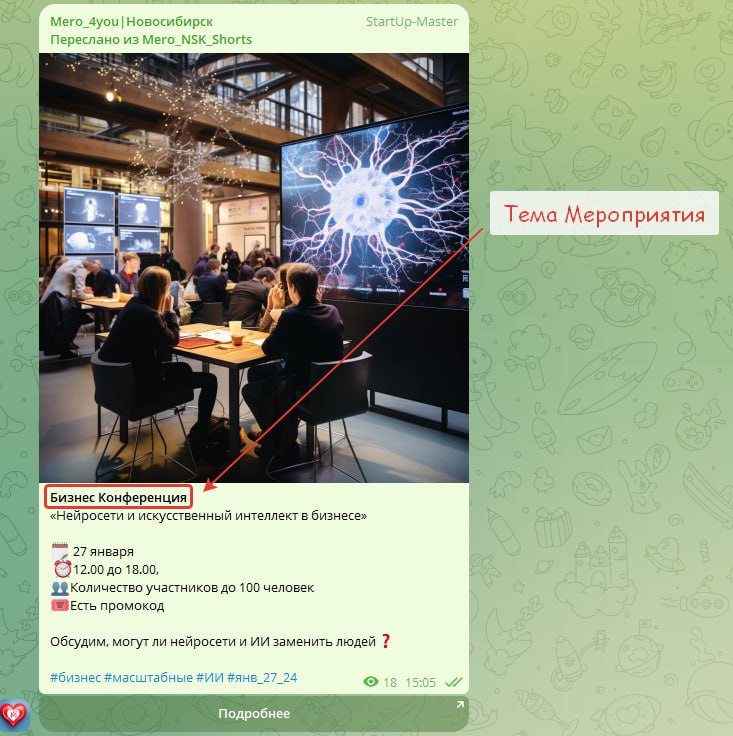 Mero_4you|Новосибирск
StartUp-Master
Переслано из Mero_NSK_Shorts
Тема Мероприятия
Бизнес Конференция
«Нейросети и искусственный интеллект в бизнесе»
27 января
12.00 до 18.00,
Количество участников до 100 человек
Есть промокод
Обсудим, могут ли нейросети и ИИ заменить людей ❓
#бизнес #масштабные #ИИ #янв_27_24
18 15:05
Подробнее